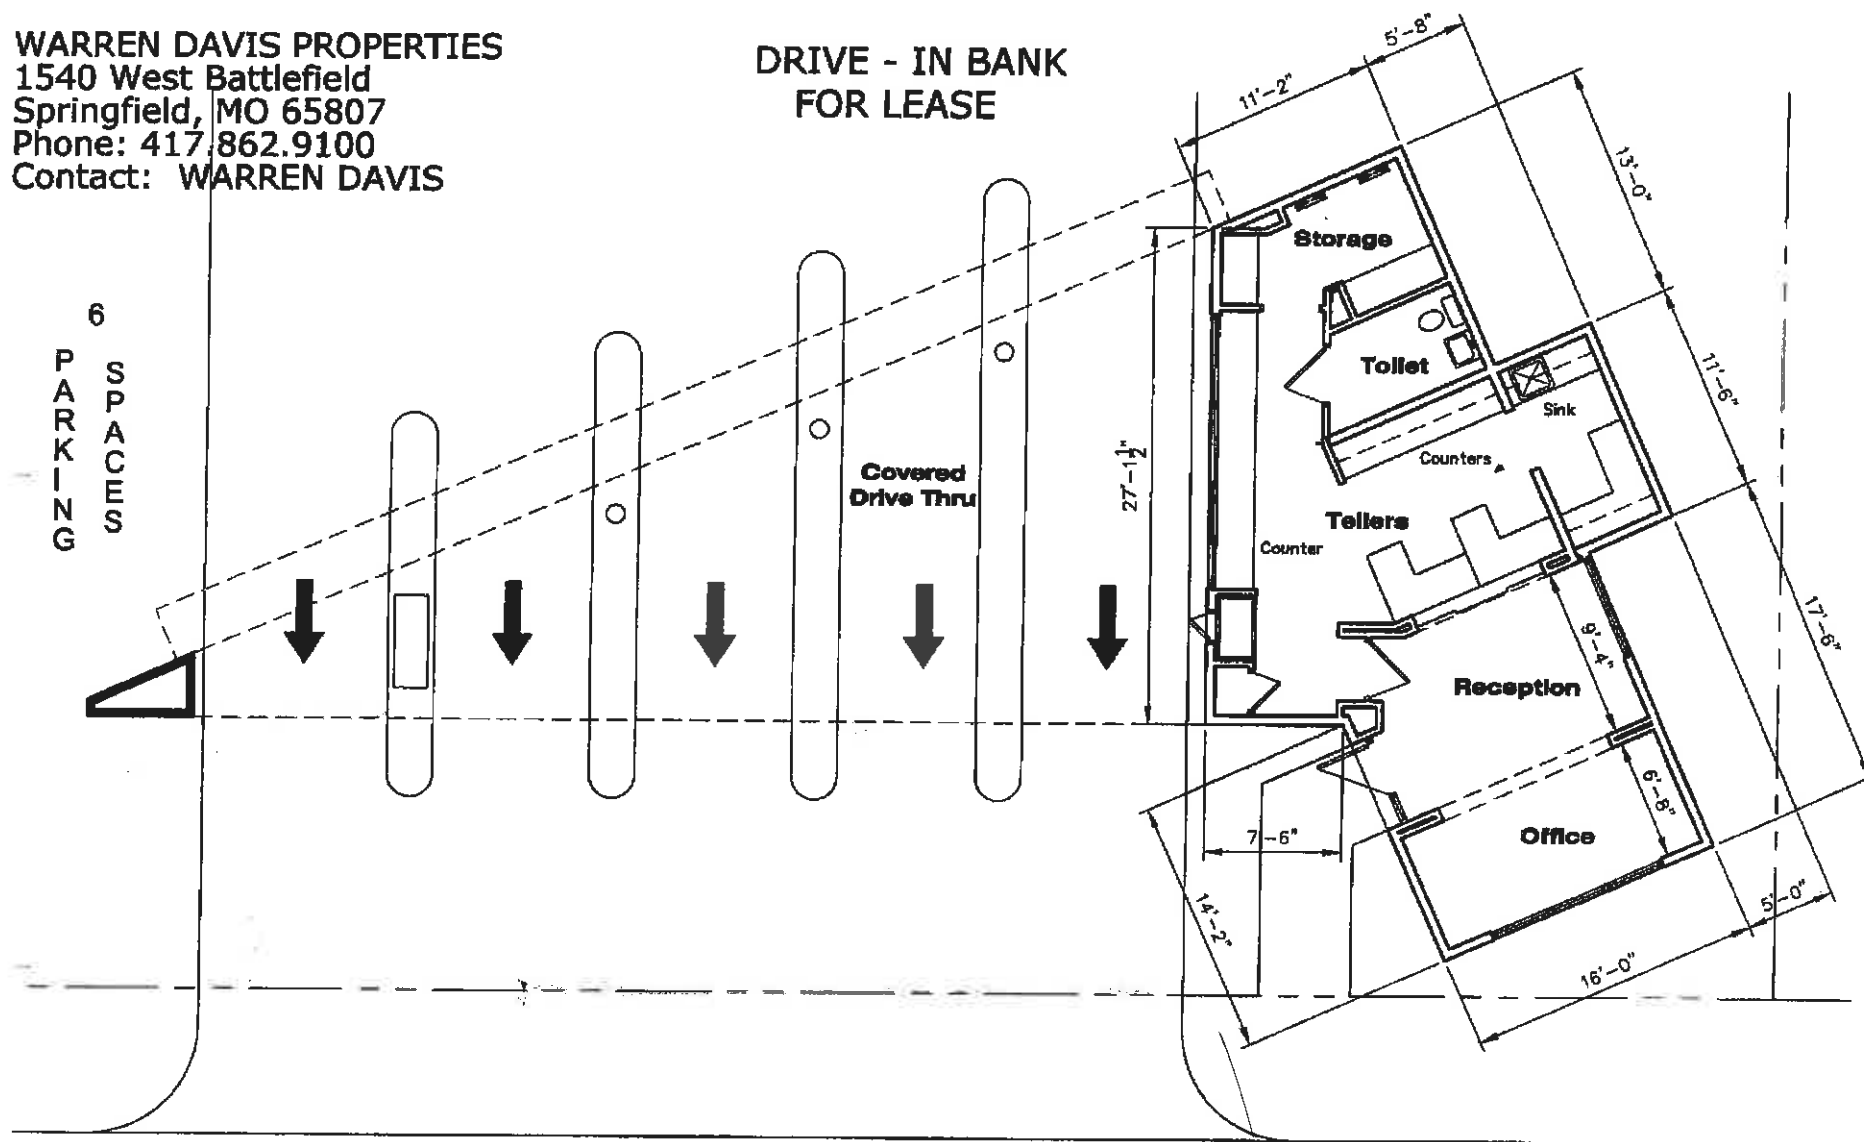 WARREN DAVIS PROPERTIES
1540 West Battlefield
Springfield, MO 65807
Phone: 417.862.9100
Contact: WARREN DAVIS
DRIVE - IN BANK
FOR LEASE
6
PARKING
SPACES
11'-2"
5'-8"
13'-0"
11'-6"
17'-6"
27'-1 1/2"
Storage
Toilet
Sink
Counters
Tellers
Counter
Covered
Drive Thru
Reception
9'-4"
6'-8"
Office
7'-6"
14'-2"
16'-0"
5'-0"